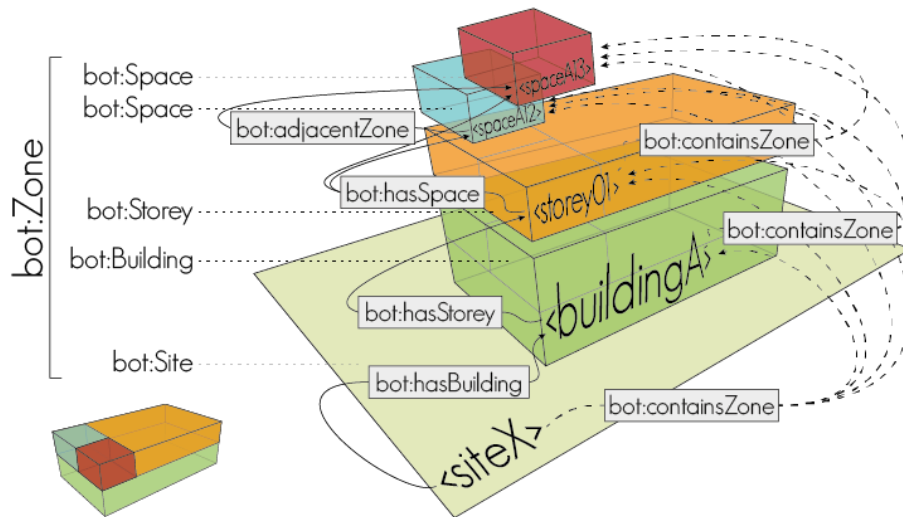 bot:Zone
bot:Space
bot:Space
bot:Storey
bot:Building
bot:Site
<spaceA13>
<spaceA12>
bot:adjacentZone
bot:containsZone
bot:hasSpace
<storey01>
bot:containsZone
<buildingA>
bot:hasStorey
bot:hasBuilding
bot:containsZone
<siteX>